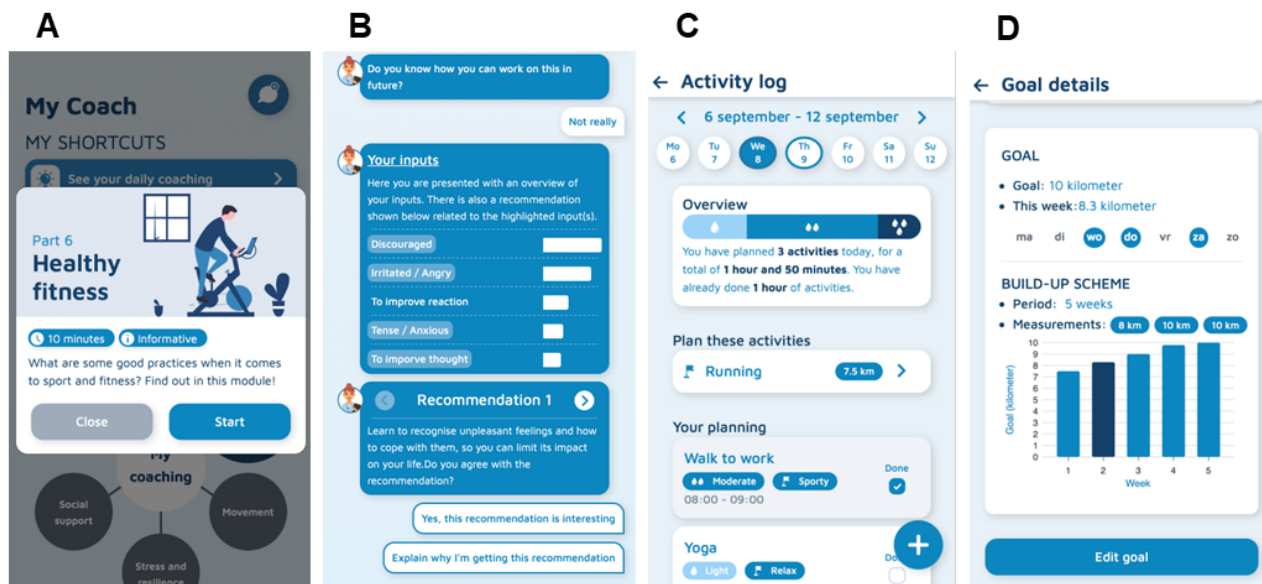 A
My Coach
MY SHORTCUTS
See your daily coaching
Part 6
Healthy
fitness
10 minutes
Informative
What are some good practices when it comes
to sport and fitness? Find out in this module!
Close
Start
My
coaching
Social
support
Movement
Stress and
resilience
B
Do you know how you can work on this in
future?
Not really
Your inputs
Here you are presented with an overview of
your inputs. There is also a recommendation
shown below related to the highlighted input(s).
Discouraged
Irritated / Angry
To improve reaction
Tense / Anxious
To imporve thought
Recommendation 1
Learn to recognise unpleasant feelings and how
to cope with them, so you can limit its impact
on your life.Do you agree with the
recommendation?
Yes, this recommendation is interesting
Explain why I'm getting this recommendation
C
Activity log
6 september - 12 september
Mo Tu We Th Fr Sa Su
6 7 8 9 10 11 12
Overview
You have planned 3 activities today, for a
total of 1 hour and 50 minutes. You have
already done 1 hour of activities.
Plan these activities
Running 7.5 km
Your planning
Walk to work
Done
Moderate Sporty
08:00 - 09:00
Yoga
Light Relax
D
Goal details
GOAL
• Goal: 10 kilometer
• This week:8.3 kilometer
ma di wo do vr za zo
BUILD-UP SCHEME
• Period: 5 weeks
• Measurements: 8 km 10 km 10 km
Goal (kilometer)
10
9
8
7
6
5
4
3
2
1
0
1 2 3 4 5
Week
Edit goal